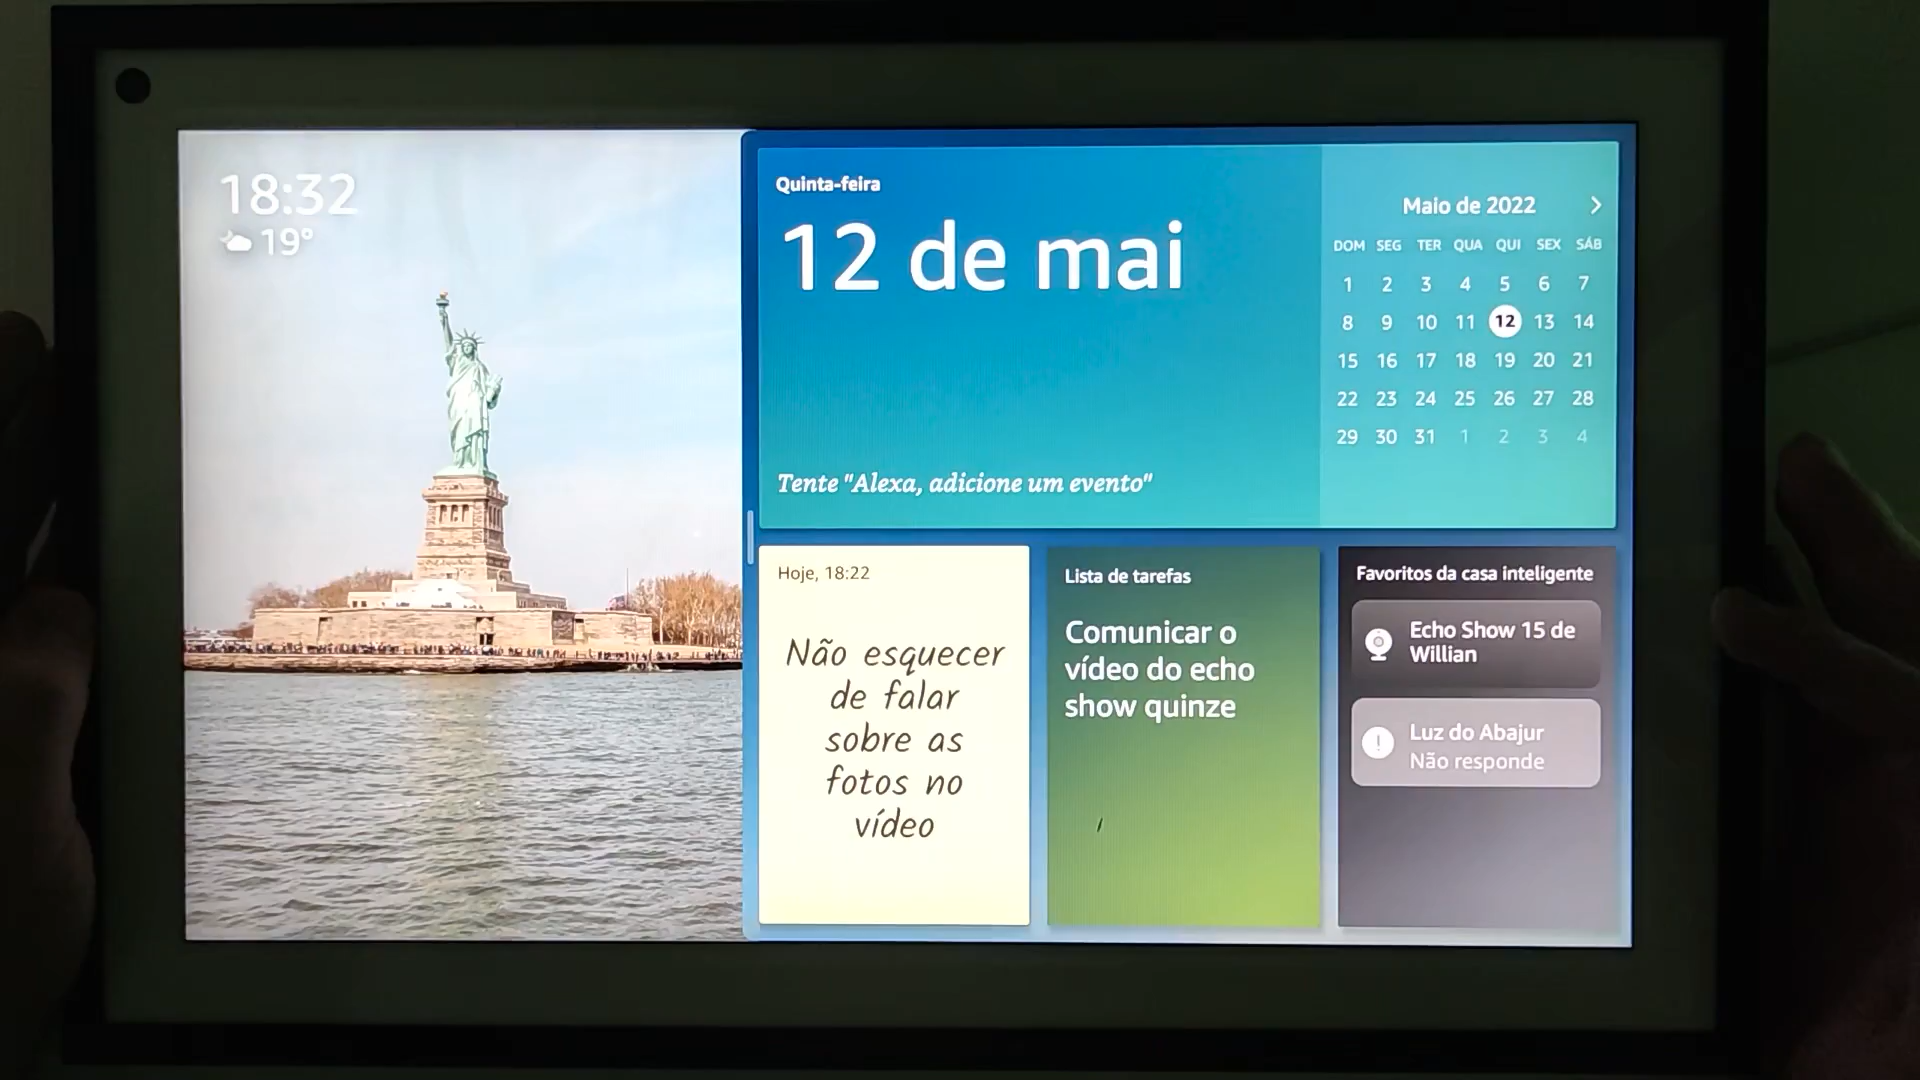 18:32
19°
Quinta-feira
12 de mai
Tente "Alexa, adicione um evento"
Maio de 2022
DOM SEG TER QUA QUI SEX SÁB
1 2 3 4 5 6 7
8 9 10 11 12 13 14
15 16 17 18 19 20 21
22 23 24 25 26 27 28
29 30 31 1 2 3 4
Hoje, 18:22
Não esquecer
de falar
sobre as
fotos no
vídeo
Lista de tarefas
Comunicar o
vídeo do echo
show quinze
Favoritos da casa inteligente
Echo Show 15 de
Willian
Luz do Abajur
Não responde